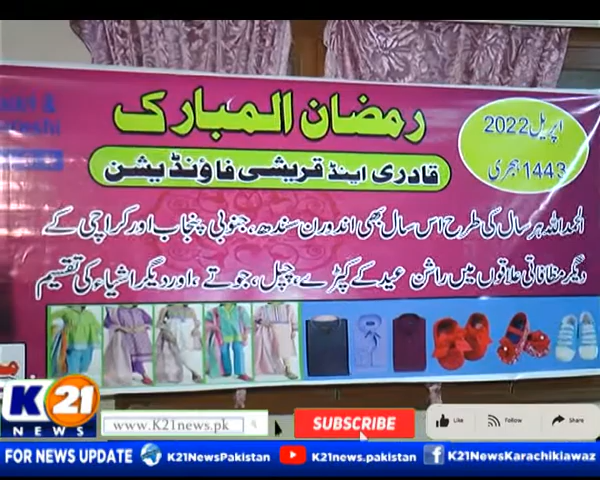 رمضان المبارک
اپریل 2022
1443 ہجری
قادری اینڈ قریشی فاؤنڈیشن
الحمدللہ ہر سال کی طرح اس سال بھی اندورن سندھ، جنوبی پنجاب اور کراچی کے
دیگر مظافاتی علاقوں میں راشن عید کے کپڑے، چپل، جوتے، اور دیگر اشیاء کی تقسیم
K21
NEWS
www.K21news.pk
SUBSCRIBE
Like
Follow
Share
FOR NEWS UPDATE
K21NewsPakistan
K21news.pakistan
K21NewsKarachikiawaz